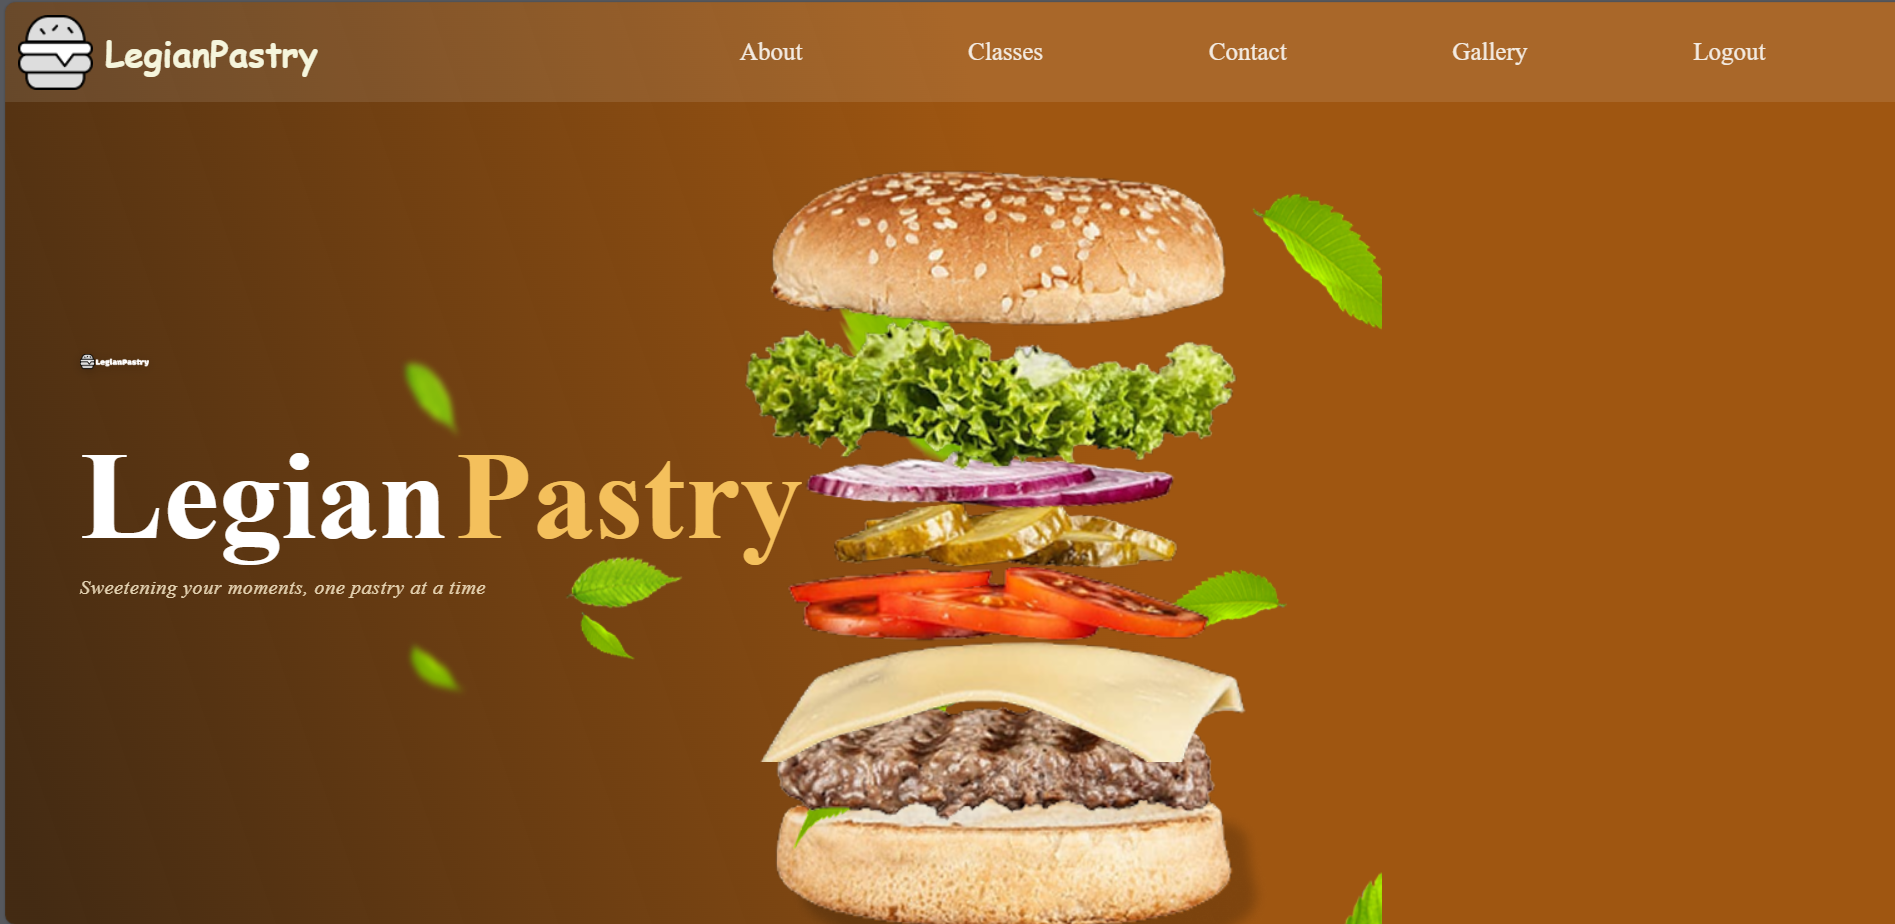 LegianPastry
About
Classes
Contact
Gallery
Logout
LegianPastry
Legian Pastry
Sweetening your moments, one pastry at a time